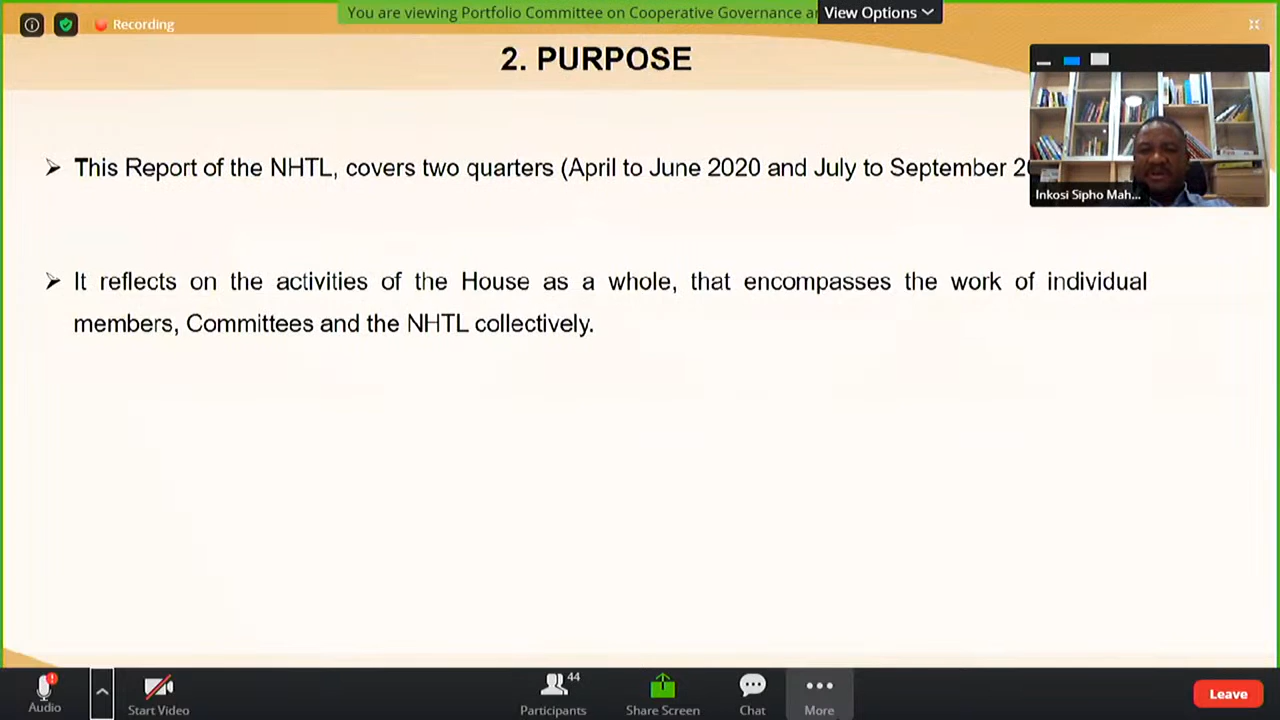 You are viewing Portfolio Committee on Cooperative Governance
View Options
Recording
2. PURPOSE
➢ This Report of the NHTL, covers two quarters (April to June 2020 and July to September
Inkosi Sipho Mah...
➢ It reflects on the activities of the House as a whole, that encompasses the work of individual
members, Committees and the NHTL collectively.
44
Audio
Start Video
Participants
Share Screen
Chat
More
Leave